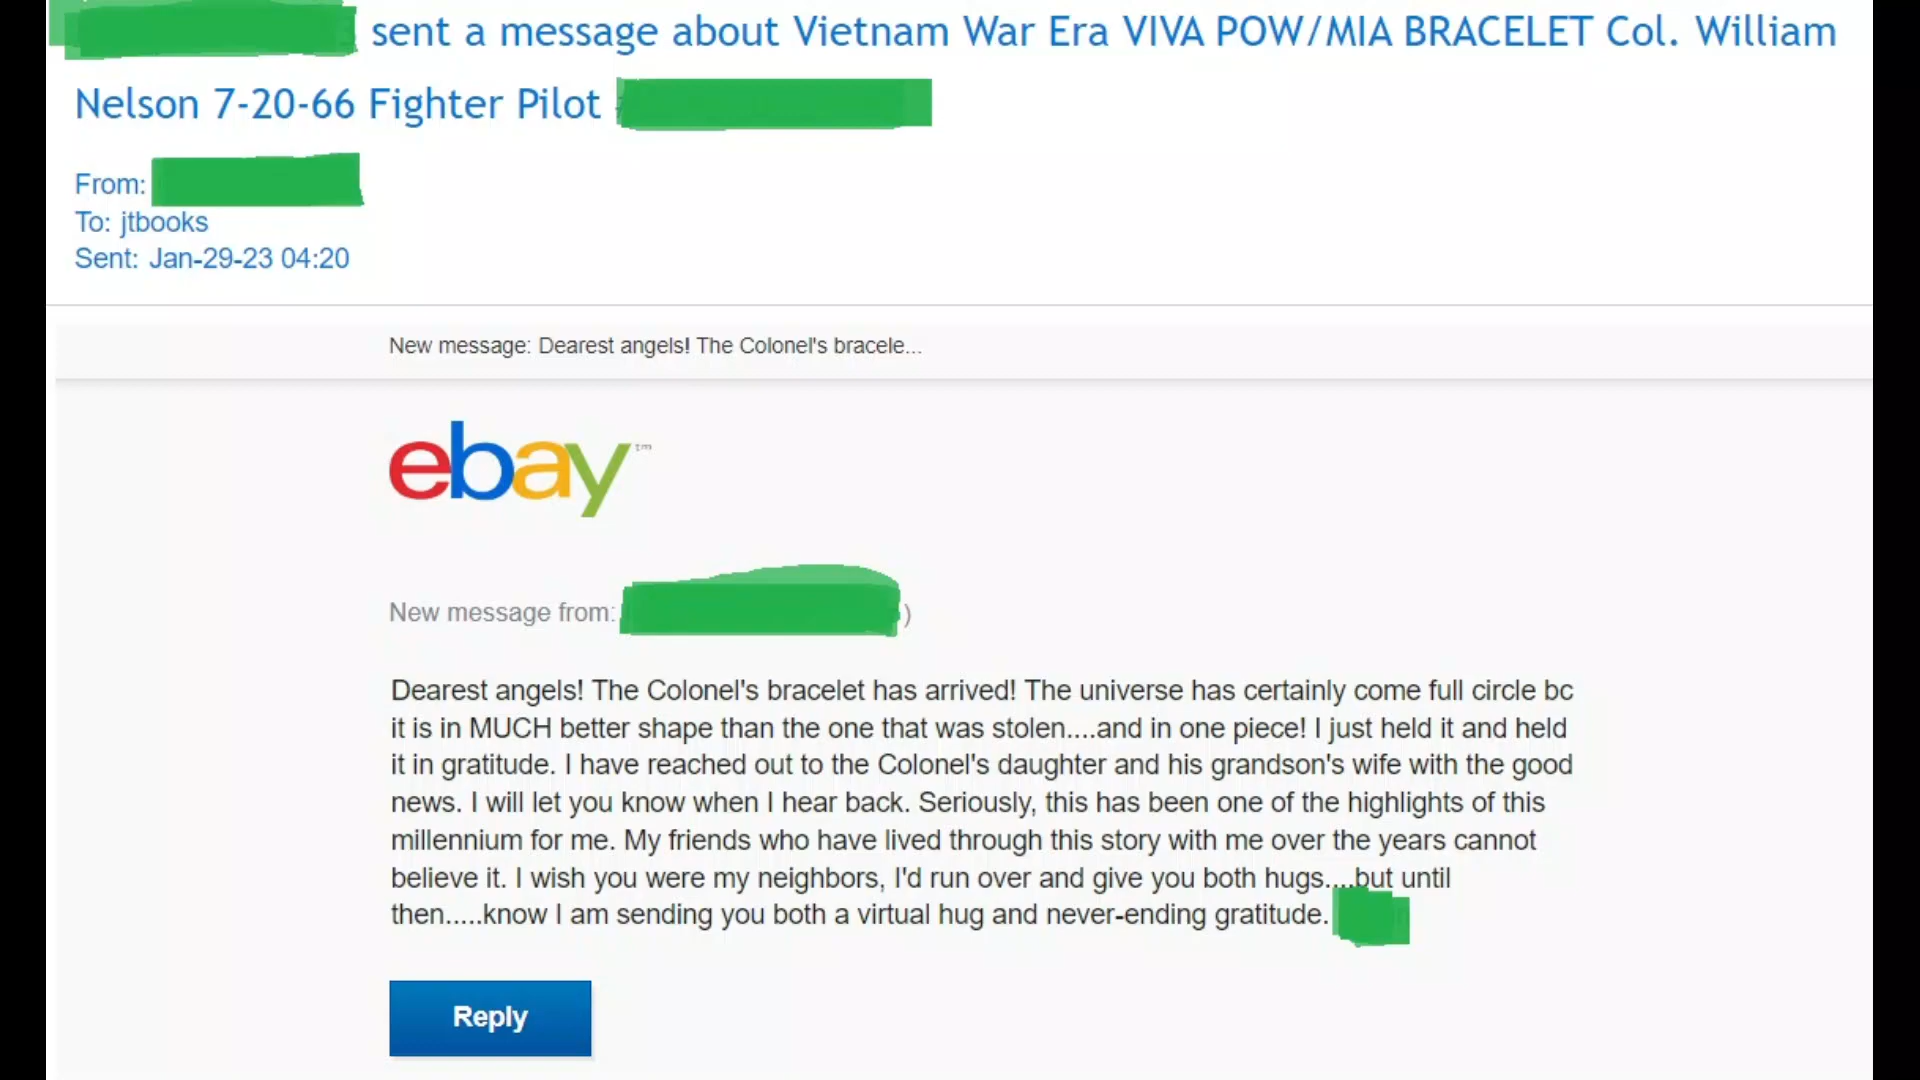 sent a message about Vietnam War Era VIVA POW/MIA BRACELET Col. William
Nelson 7-20-66 Fighter Pilot
From:
To: jtbooks
Sent: Jan-29-23 04:20
New message: Dearest angels! The Colonel's bracele...
ebay™
New message from: )
Dearest angels! The Colonel's bracelet has arrived! The universe has certainly come full circle bc
it is in MUCH better shape than the one that was stolen....and in one piece! I just held it and held
it in gratitude. I have reached out to the Colonel's daughter and his grandson's wife with the good
news. I will let you know when I hear back. Seriously, this has been one of the highlights of this
millennium for me. My friends who have lived through this story with me over the years cannot
believe it. I wish you were my neighbors, I'd run over and give you both hugs....but until
then.....know I am sending you both a virtual hug and never-ending gratitude.
Reply